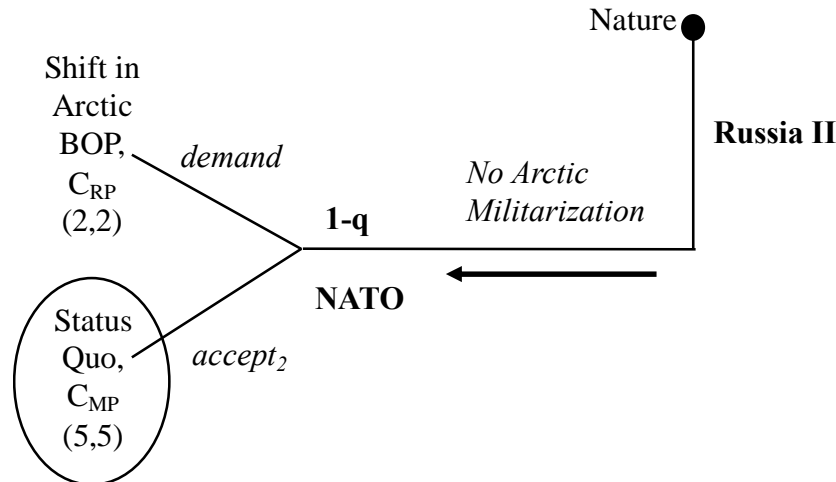 Nature
Shift in
Arctic
BOP,
C_RP
(2,2)
demand
Russia II
No Arctic
Militarization
1-q
NATO
Status
Quo,
C_MP
(5,5)
accept_2